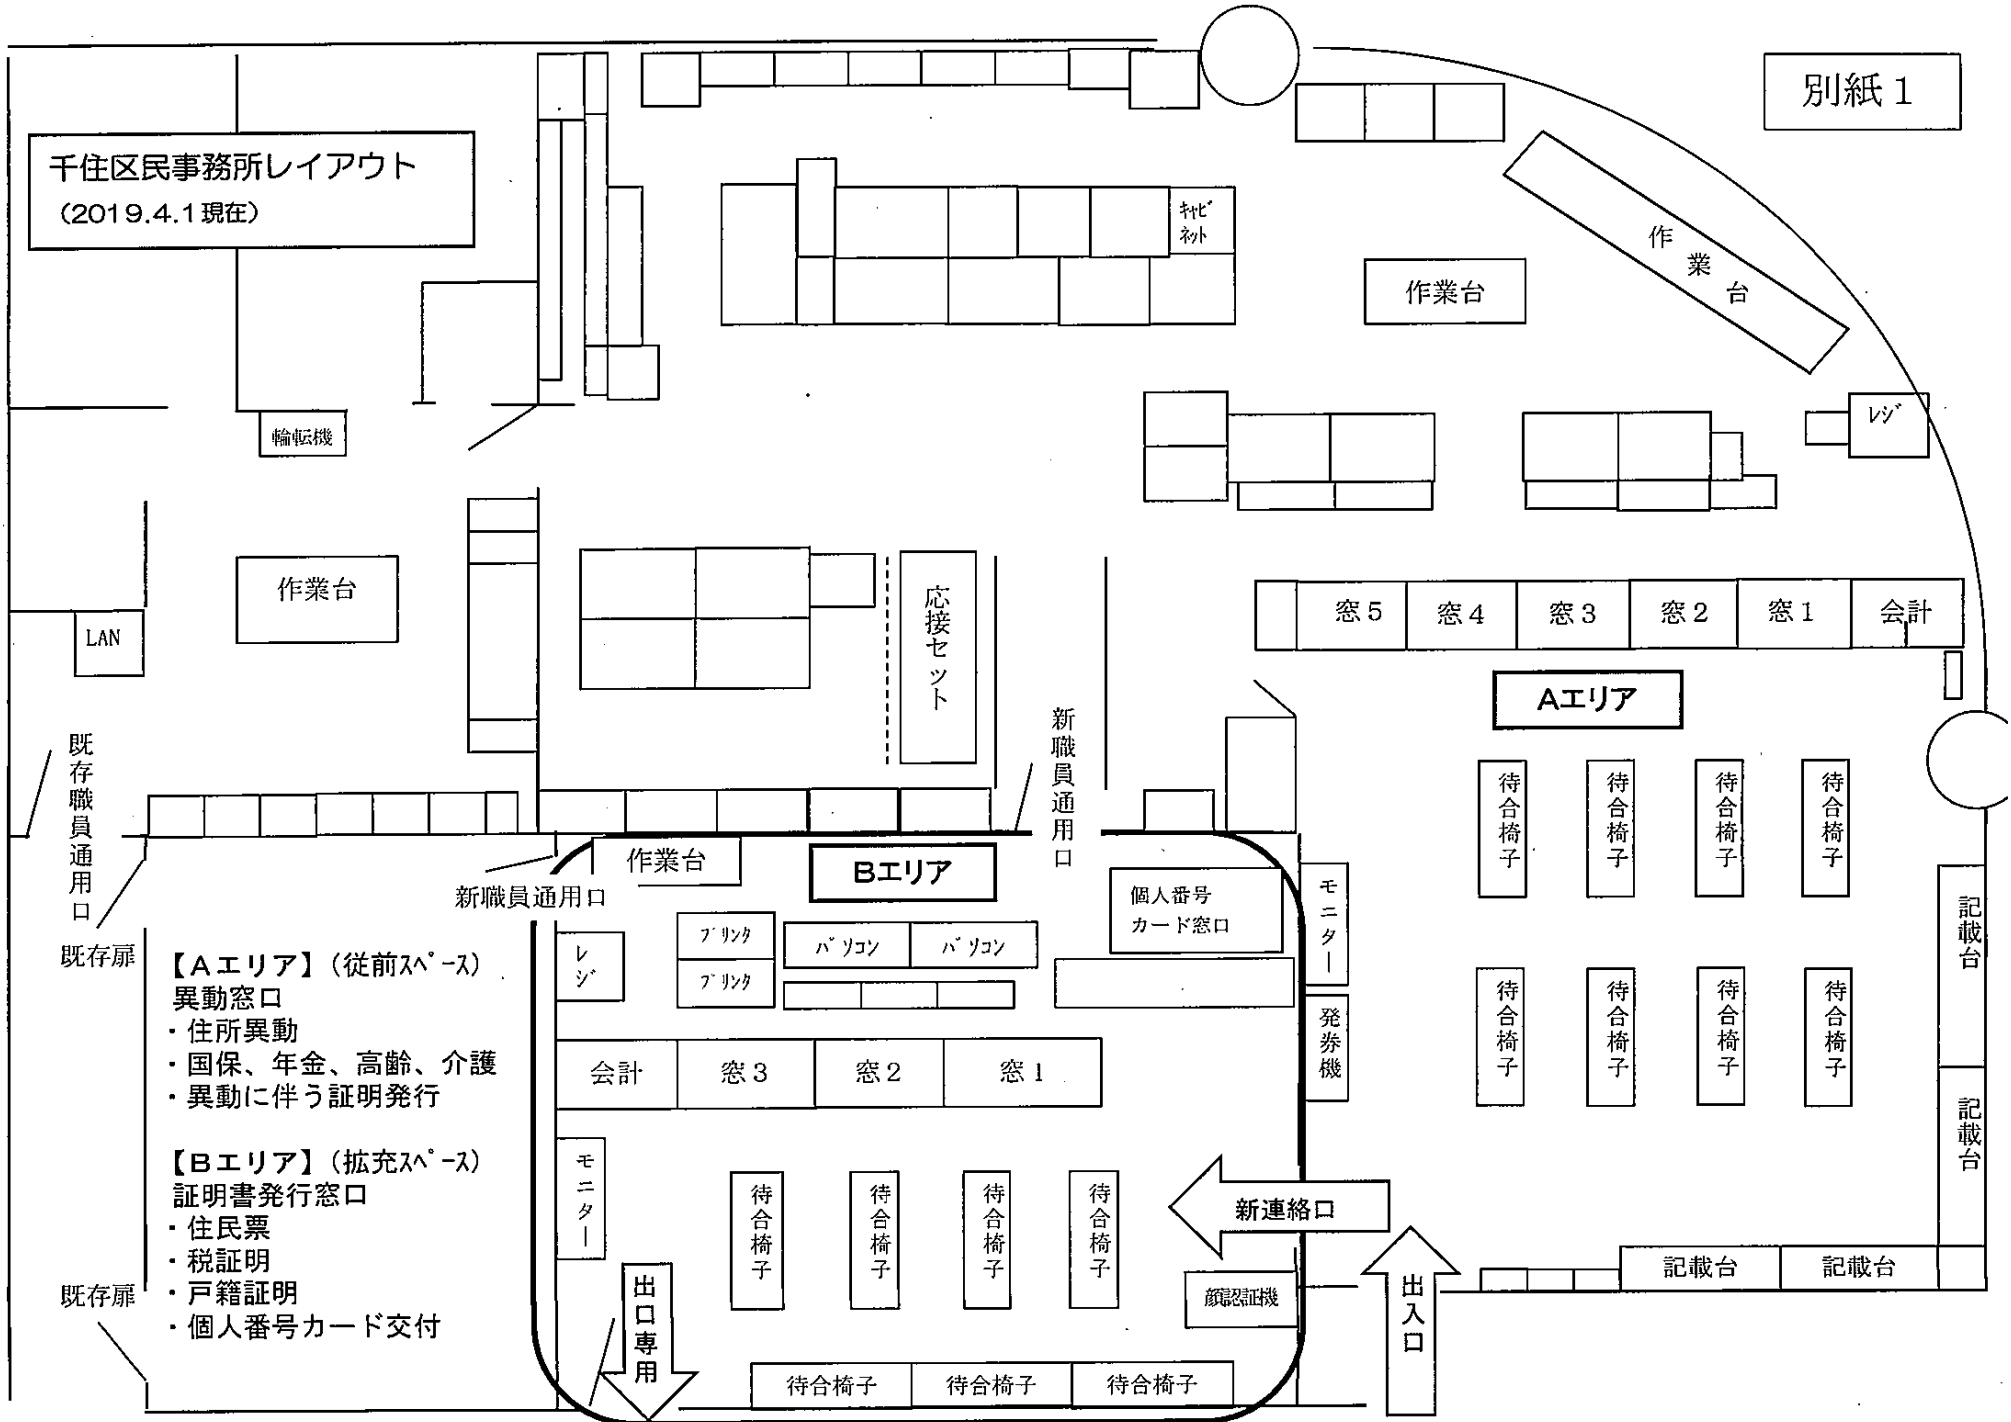 別紙1
千住区民事務所レイアウト
(2019.4.1現在)
キャビ
ネット
作業台
作業台
レジ
輪転機
作業台
LAN
応接セット
窓5
窓4
窓3
窓2
窓1
会計
Aエリア
既存職員通用口
新職員通用口
待合椅子
待合椅子
待合椅子
待合椅子
作業台
Bエリア
新職員通用口
個人番号
カード窓口
モニター
記載台
既存扉
レジ
プリンタ
プリンタ
パソコン
パソコン
発券機
待合椅子
待合椅子
待合椅子
待合椅子
記載台
【Aエリア】(従前スペース)
異動窓口
・住所異動
・国保、年金、高齢、介護
・異動に伴う証明発行
【Bエリア】(拡充スペース)
証明書発行窓口
・住民票
・税証明
・戸籍証明
・個人番号カード交付
既存扉
会計
窓3
窓2
窓1
モニター
待合椅子
待合椅子
待合椅子
待合椅子
新連絡口
出口専用
顔認証機
出入口
記載台
記載台
待合椅子
待合椅子
待合椅子